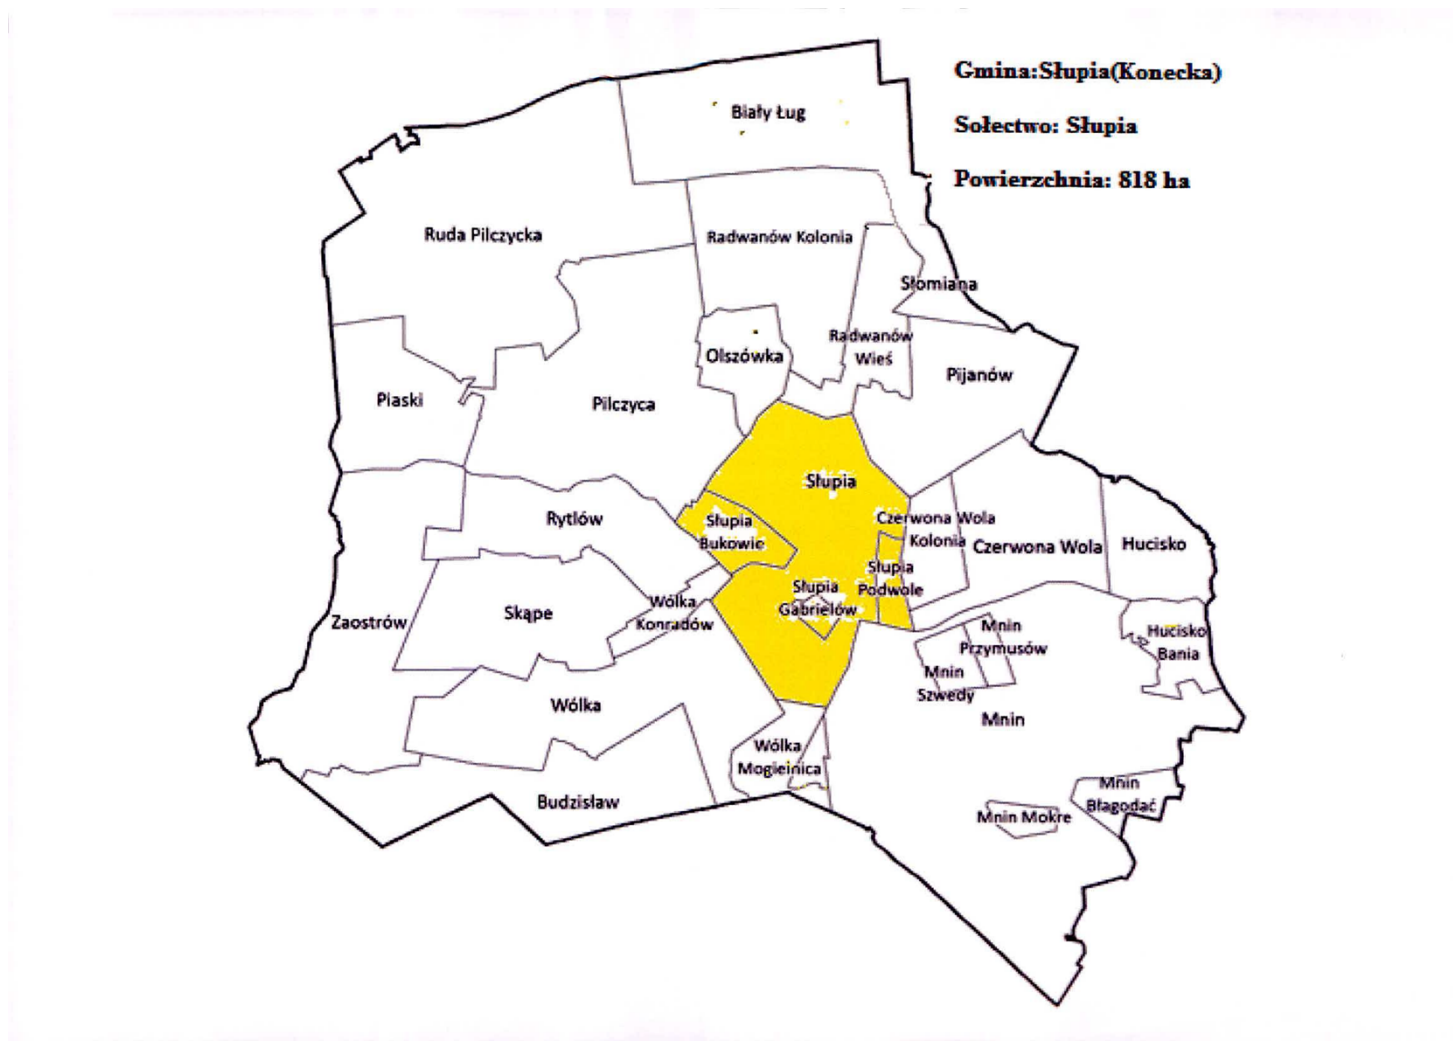 Gmina:Słupia(Konecka)
Sołectwo: Słupia
Powierzchnia: 818 ha
Biały Ług
Ruda Pilczycka
Radwanów Kolonia
Słomiana
Radwanów
Wieś
Olszówka
Pijanów
Piaski
Pilczyca
Słupia
Rytlów
Słupia
Bukowie
Czerwona Wola
Kolonia
Czerwona Wola
Hucisko
Słupia
Podwole
Słupia
Gabrielów
Zaostrów
Skąpe
Wólka
Konradów
Mnin
Przymusów
Hucisko
Bania
Mnin
Szwedy
Wólka
Mnin
Wólka
Mogielnica
Budzisław
Mnin
Błagodać
Mnin Mokre